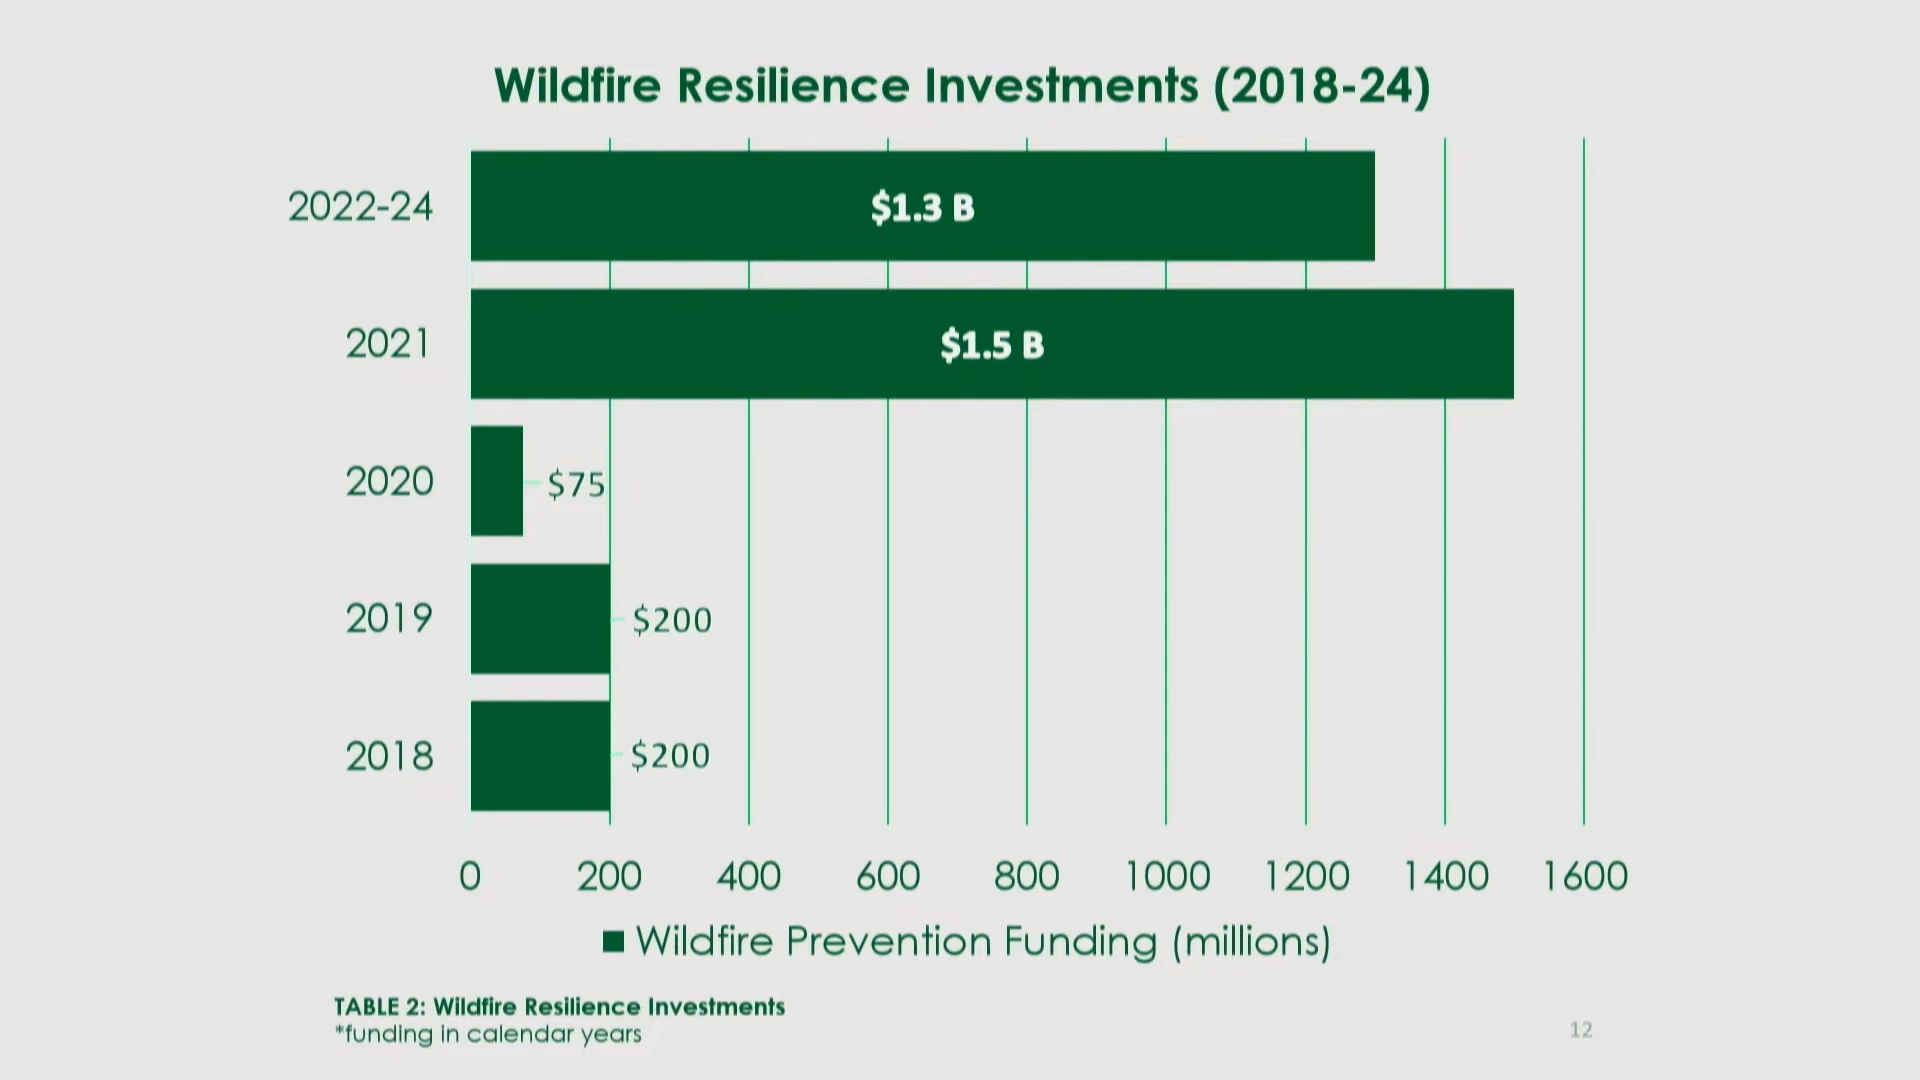 Wildfire Resilience Investments (2018-24)
2022-24
$1.3 B
2021
$1.5 B
2020
$75
2019
$200
2018
$200
0 200 400 600 800 1000 1200 1400 1600
Wildfire Prevention Funding (millions)
TABLE 2: Wildfire Resilience Investments
*funding in calendar years
12